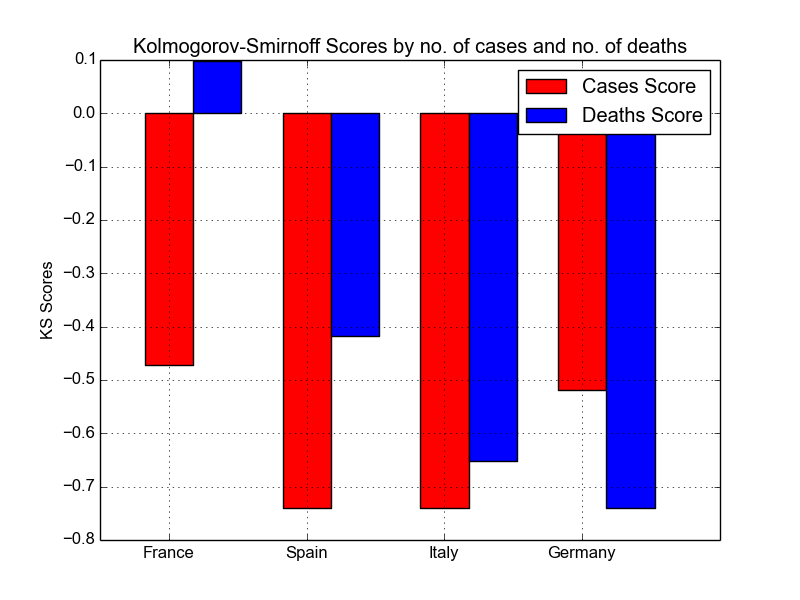 Kolmogorov-Smirnoff Scores by no. of cases and no. of deaths
Cases Score
Deaths Score
KS Scores
0.1
0.0
−0.1
−0.2
−0.3
−0.4
−0.5
−0.6
−0.7
−0.8
France Spain Italy Germany